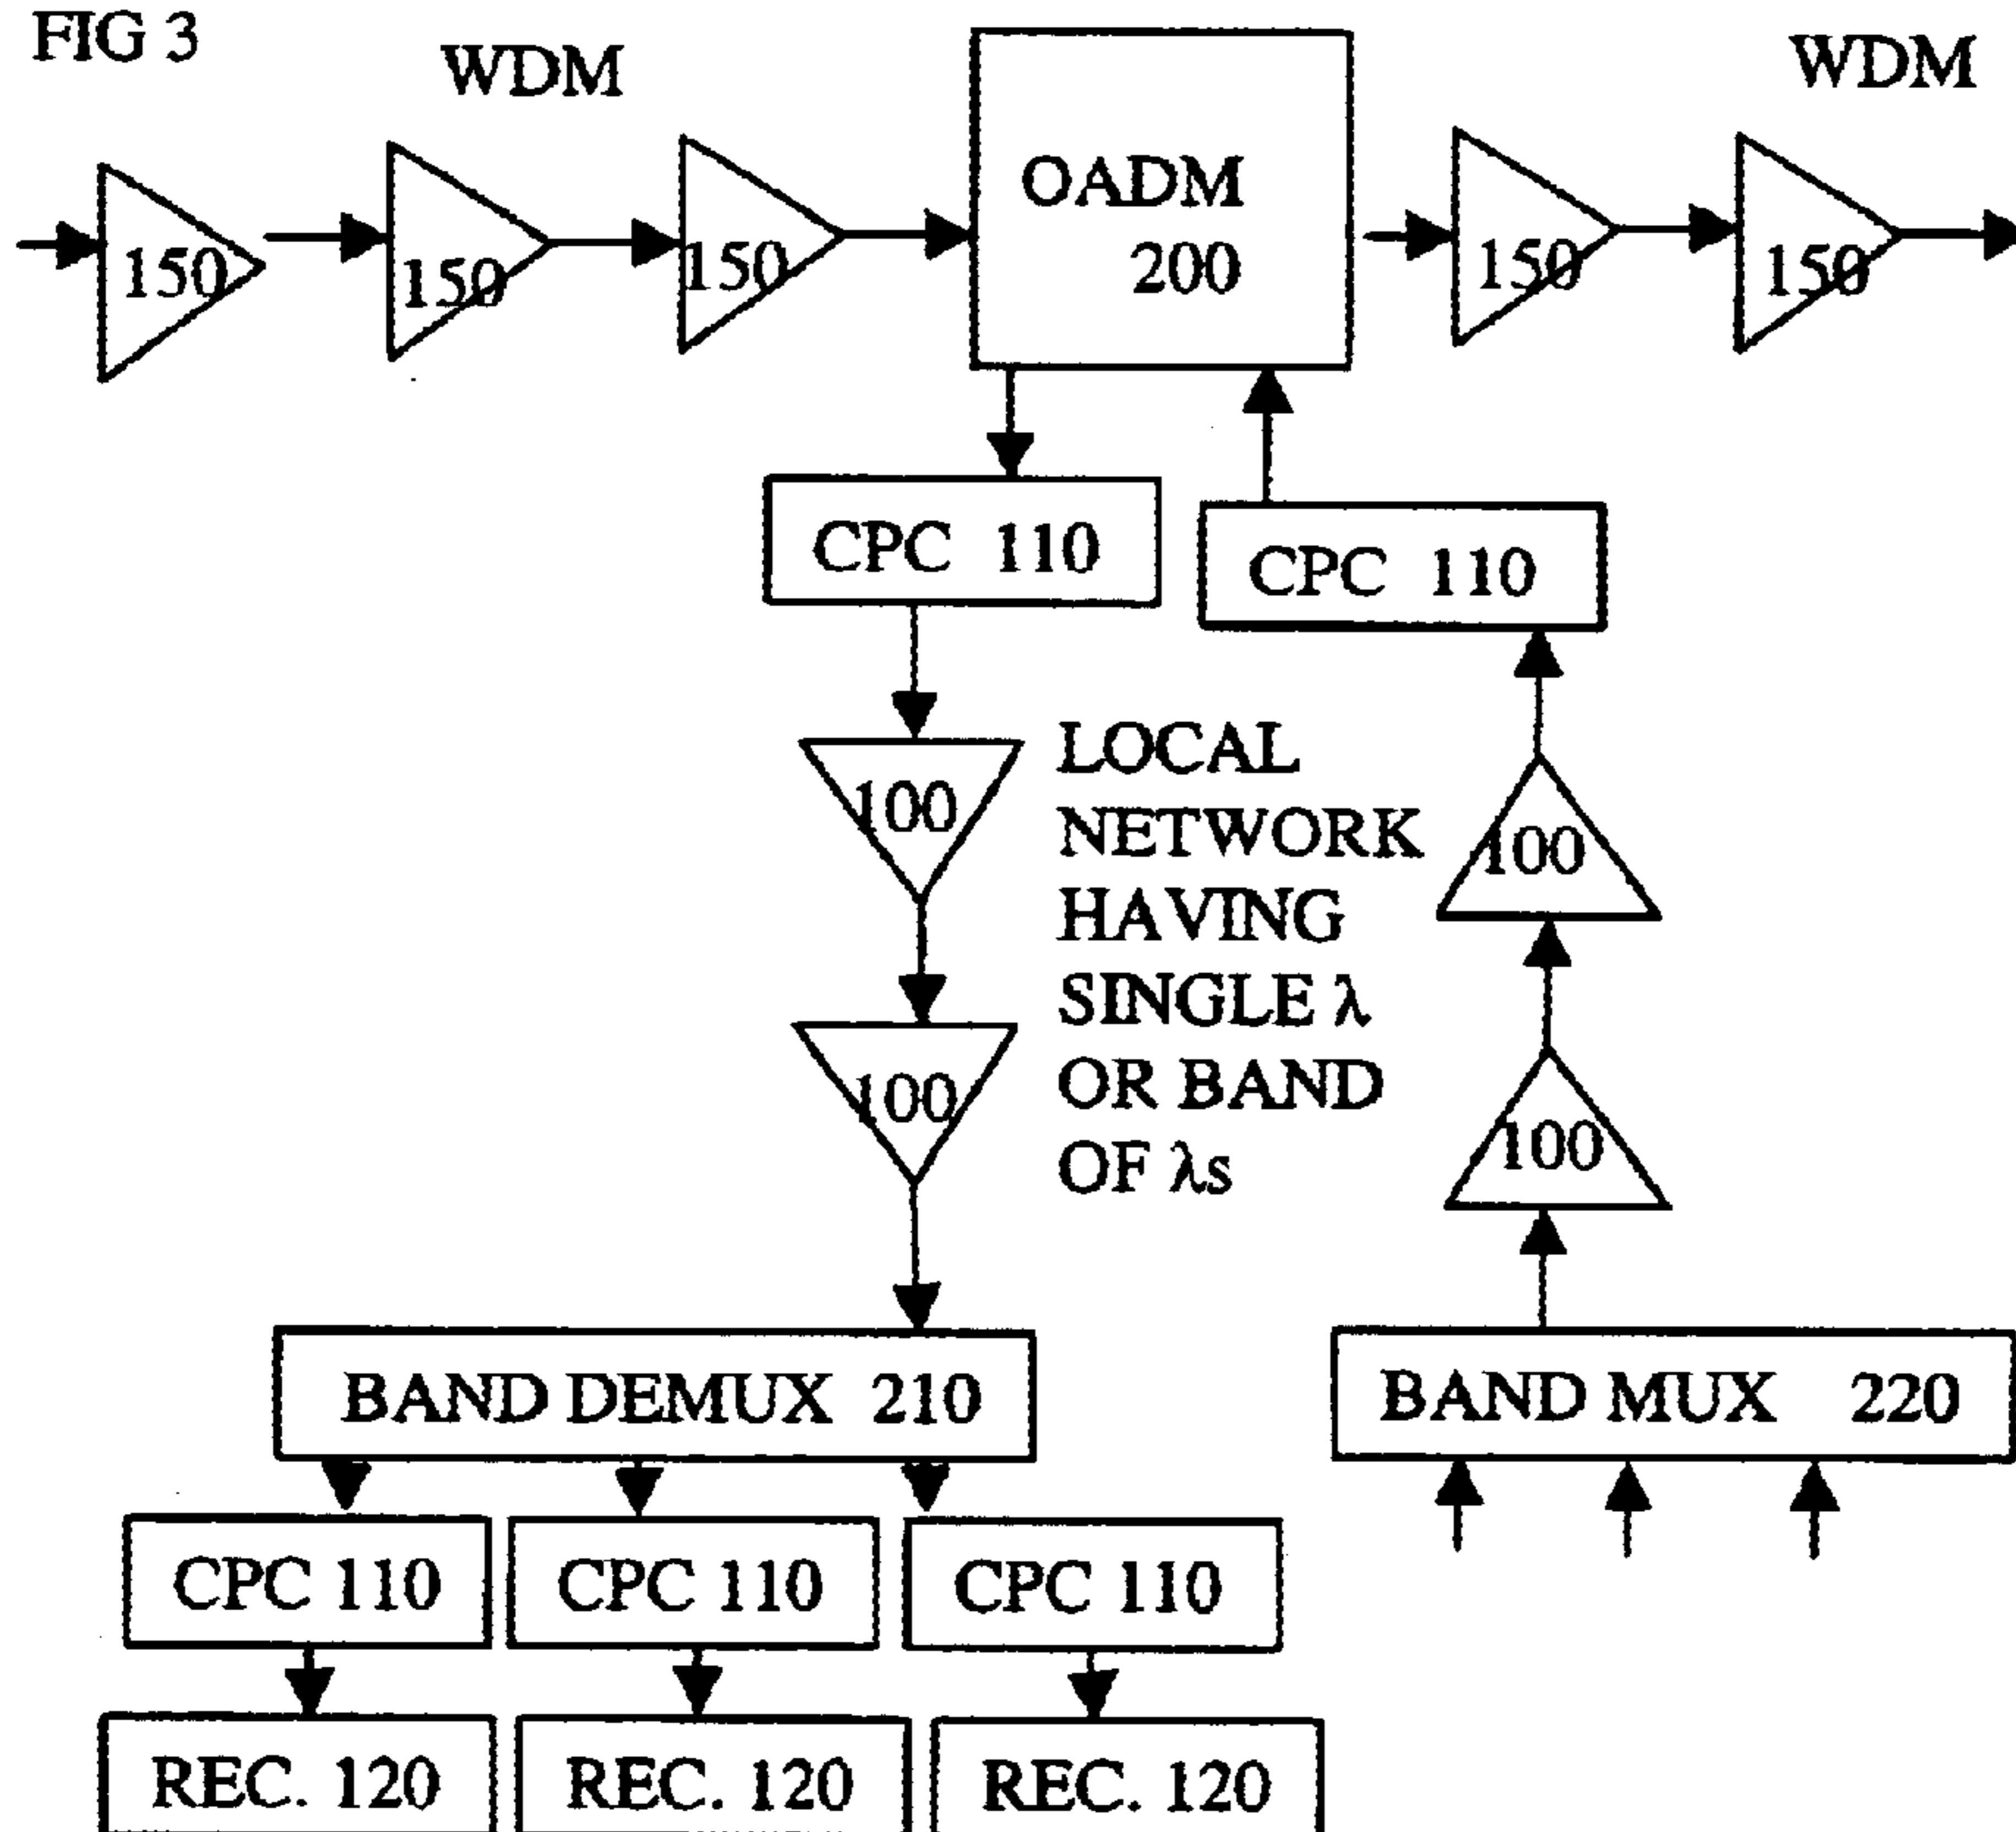 FIG 3
WDM
WDM
OADM
200
150
150
150
150
150
CPC 110
CPC 110
100
LOCAL
NETWORK
HAVING
SINGLE λ
OR BAND
OF λs
100
100
100
BAND DEMUX 210
BAND MUX 220
CPC 110
CPC 110
CPC 110
REC. 120
REC. 120
REC. 120